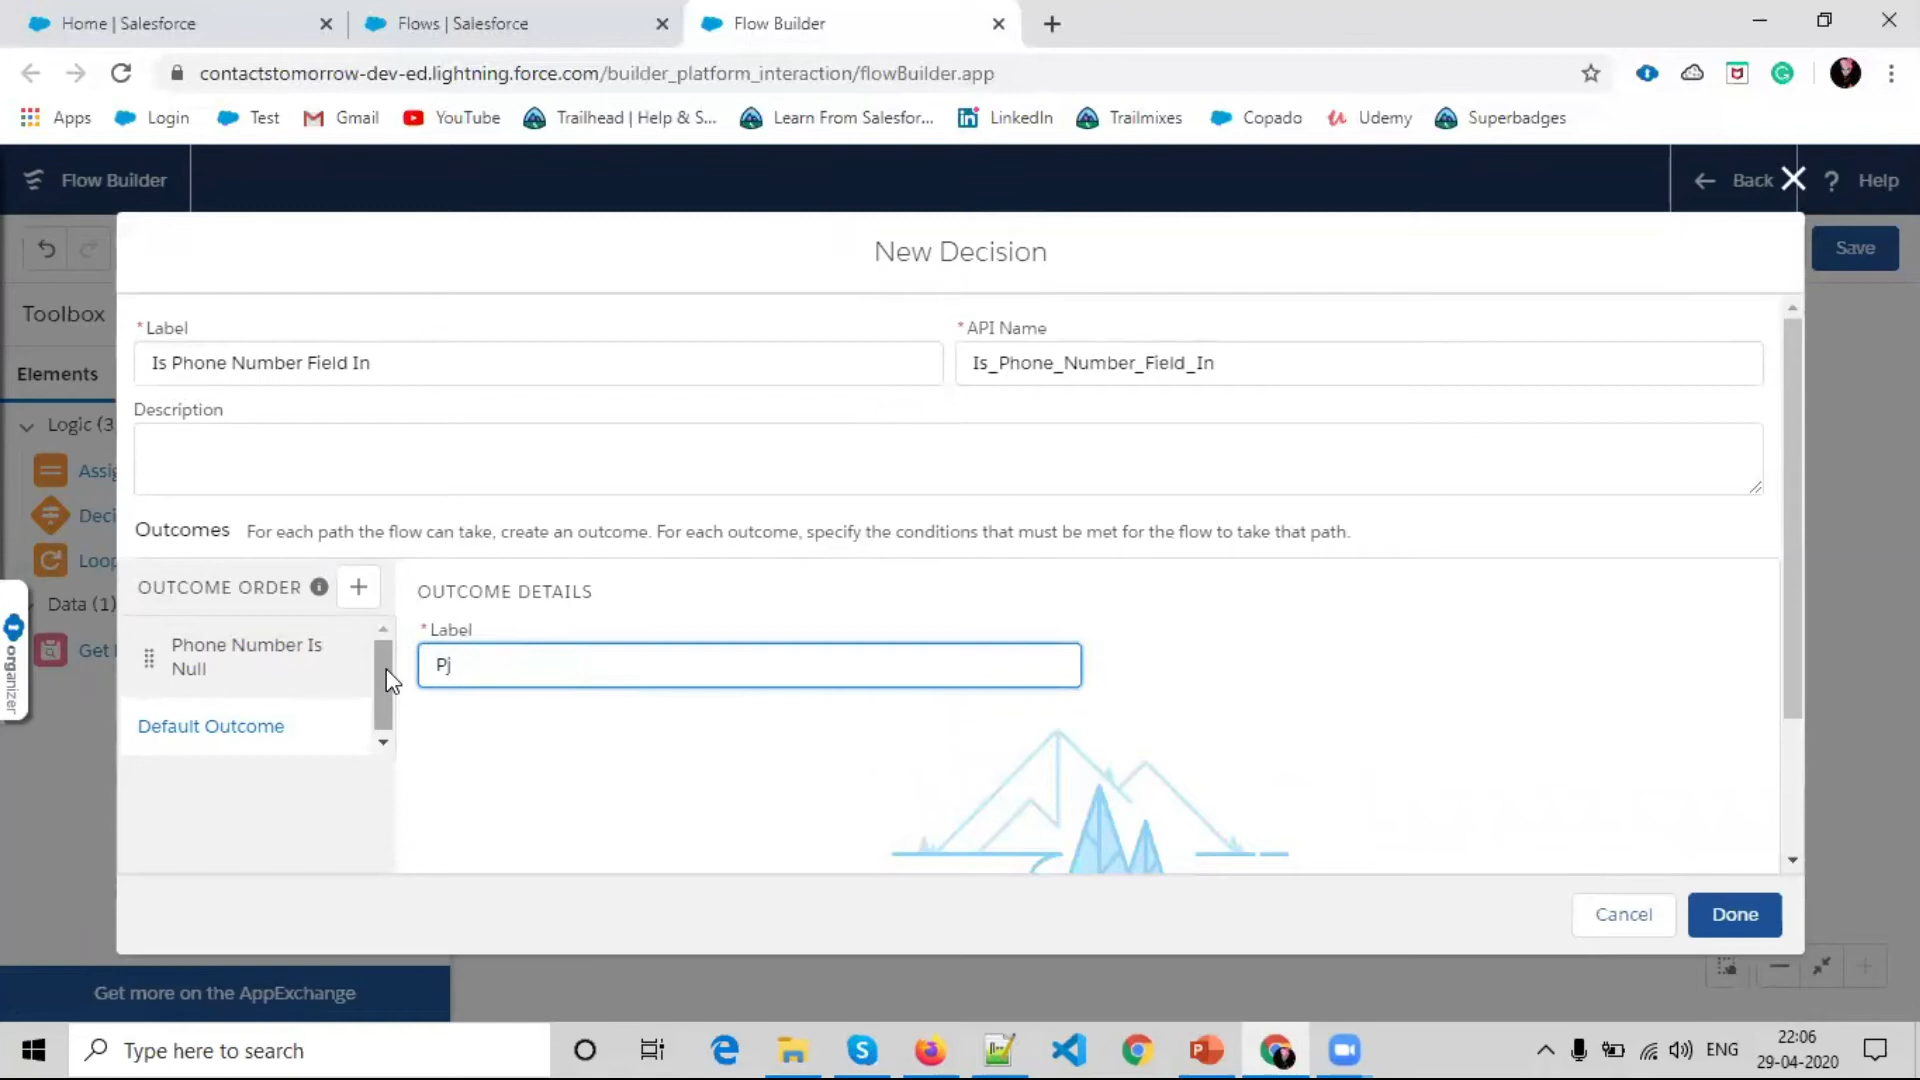 Home | Salesforce
Flows | Salesforce
Flow Builder
contactstomorrow-dev-ed.lightning.force.com/builder_platform_interaction/flowBuilder.app
Apps
Login
Test
Gmail
YouTube
Trailhead | Help & S...
Learn From Salesfor...
LinkedIn
Trailmixes
Copado
Udemy
Superbadges
Flow Builder
Back
? Help
New Decision
Save
Toolbox
*Label
*API Name
Is Phone Number Field In
Is_Phone_Number_Field_In
Elements
Description
Logic (3
Assig
Deci
Outcomes For each path the flow can take, create an outcome. For each outcome, specify the conditions that must be met for the flow to take that path.
Loop
OUTCOME ORDER
OUTCOME DETAILS
Data (1)
*Label
Phone Number Is
Null
Pj
Get
organizer
Default Outcome
Cancel
Done
Get more on the AppExchange
Type here to search
ENG
22:06
29-04-2020